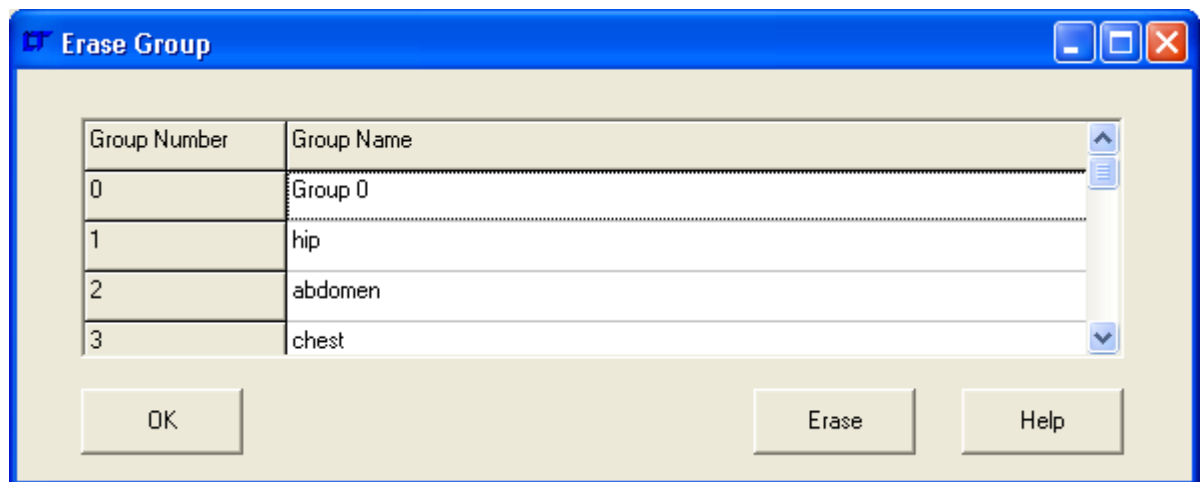 Erase Group
Group Number Group Name
0 Group 0
1 hip
2 abdomen
3 chest
OK Erase Help